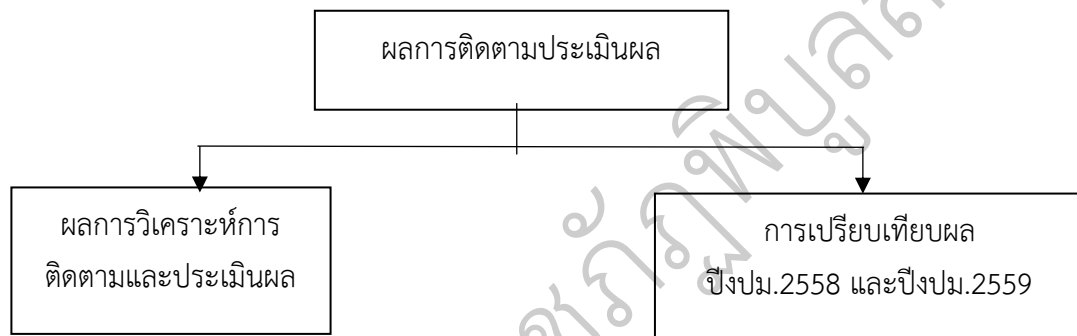 ผลการติดตามประเมินผล
ผลการวิเคราะห์การ
ติดตามและประเมินผล
การเปรียบเทียบผล
ปีงปม.2558 และปีงปม.2559